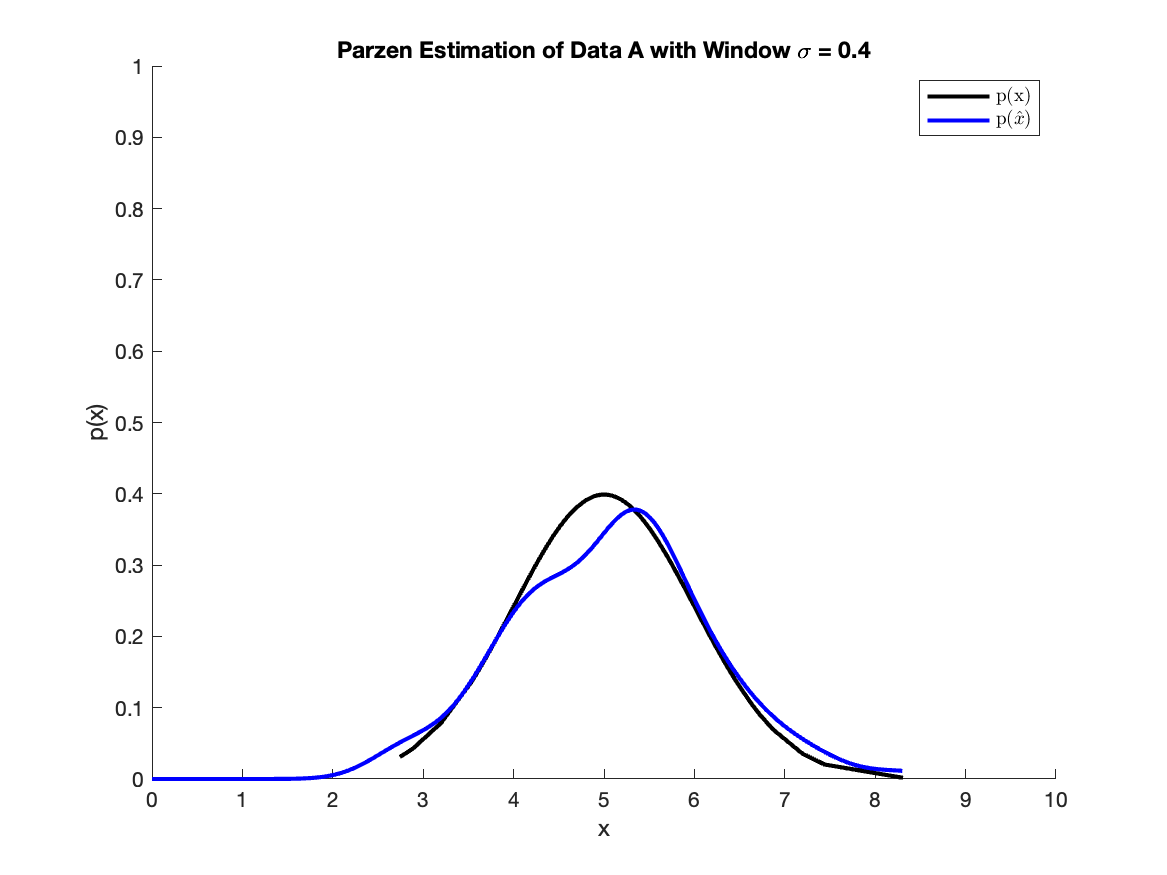 Parzen Estimation of Data A with Window σ = 0.4
p(x)
p(x̂)
1
0.9
0.8
0.7
0.6
0.5
0.4
0.3
0.2
0.1
0
p(x)
0 1 2 3 4 5 6 7 8 9 10
x